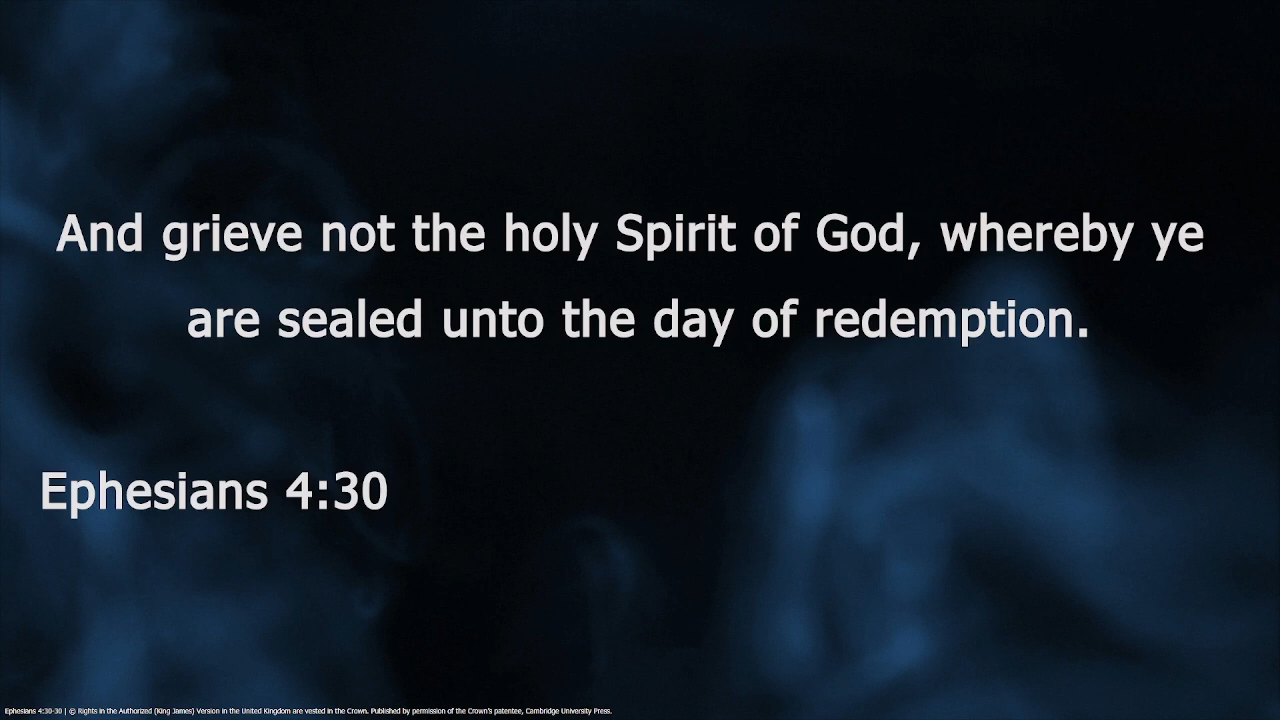 And grieve not the holy Spirit of God, whereby ye
are sealed unto the day of redemption.
Ephesians 4:30
Ephesians 4:30-30 | © Rights in the Authorized (King James) Version in the United Kingdom are vested in the Crown. Published by permission of the Crown's patentee, Cambridge University Press.